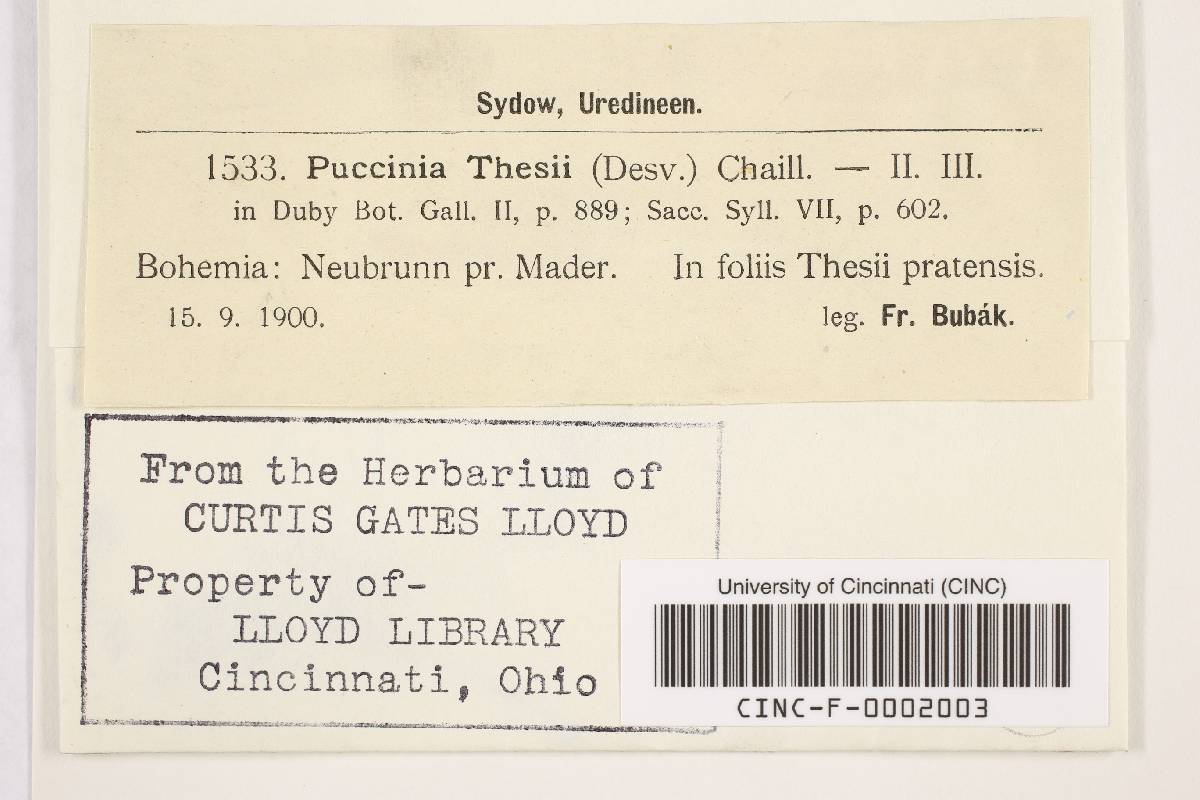 Sydow, Uredineen.
1533. Puccinia Thesii (Desv.) Chaill. — II. III.
in Duby Bot. Gall. II, p. 889; Sacc. Syll. VII, p. 602.
Bohemia: Neubrunn pr. Mader. In foliis Thesii pratensis.
15. 9. 1900. leg. Fr. Bubák.
From the Herbarium of
CURTIS GATES LLOYD
Property of-
LLOYD LIBRARY
Cincinnati, Ohio
University of Cincinnati (CINC)
CINC-F-0002003